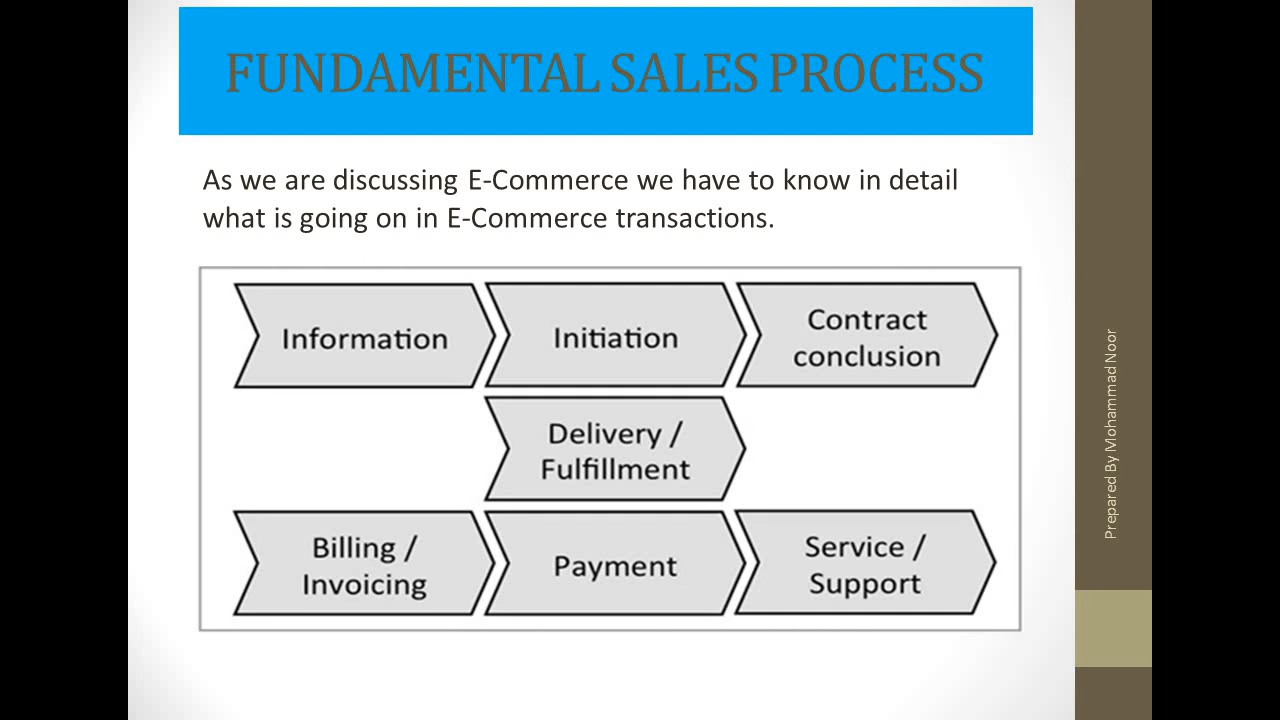 FUNDAMENTAL SALES PROCESS
As we are discussing E-Commerce we have to know in detail
what is going on in E-Commerce transactions.
Information
Initiation
Contract
conclusion
Delivery /
Fulfillment
Billing /
Invoicing
Payment
Service /
Support
Prepared By Mohammad Noor